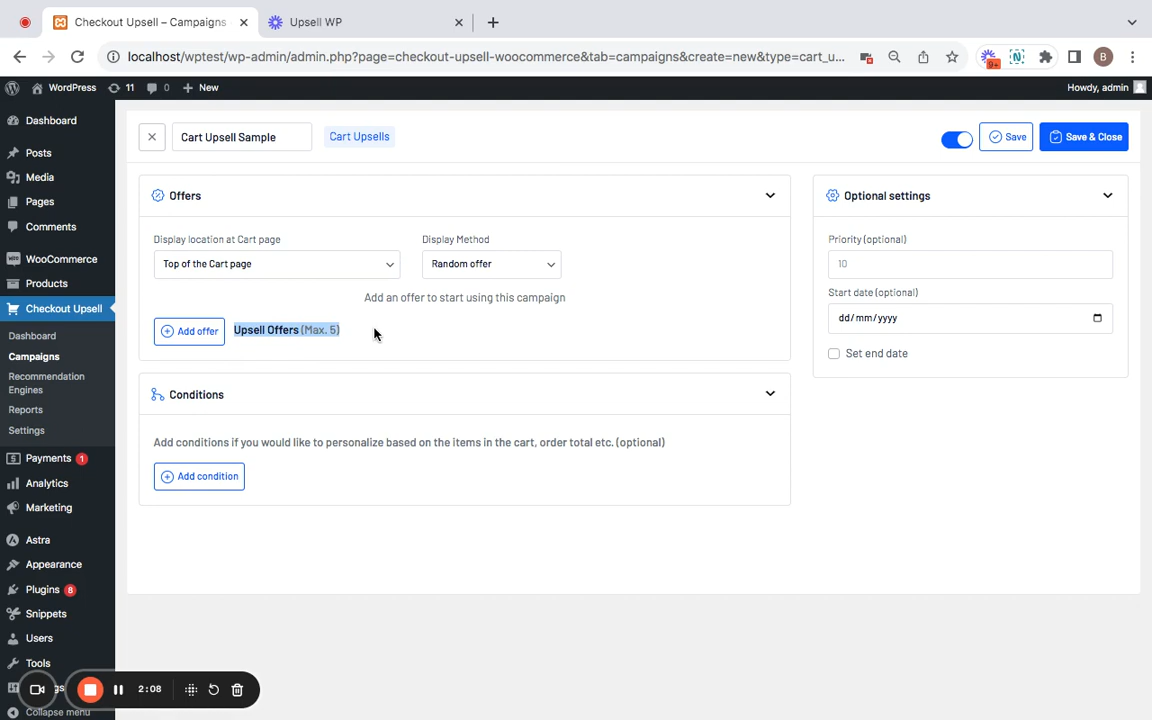 Checkout Upsell – Campaigns
Upsell WP
localhost/wptest/wp-admin/admin.php?page=checkout-upsell-woocommerce&tab=campaigns&create=new&type=cart_u...
9+
N
B
WordPress
11
0
New
Howdy, admin
Dashboard
Posts
Media
Pages
Comments
WooCommerce
Products
Checkout Upsell
Dashboard
Campaigns
Recommendation
Engines
Reports
Settings
Payments 1
Analytics
Marketing
Astra
Appearance
Plugins 8
Snippets
Users
Tools
Collapse menu
Cart Upsell Sample
Cart Upsells
Save
Save & Close
Offers
Display location at Cart page
Display Method
Top of the Cart page
Random offer
Add an offer to start using this campaign
Add offer
Upsell Offers (Max. 5)
Conditions
Add conditions if you would like to personalize based on the items in the cart, order total etc. (optional)
Add condition
Optional settings
Priority (optional)
10
Start date (optional)
dd/mm/yyyy
Set end date
2:08